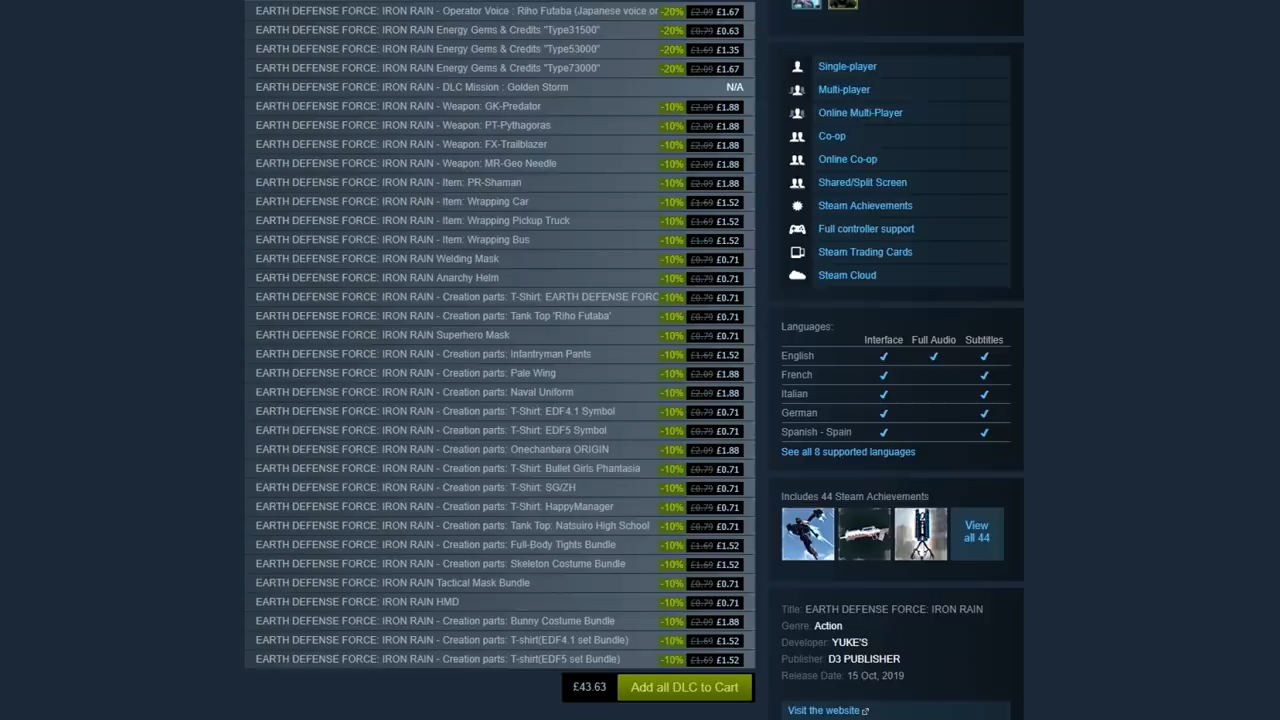 EARTH DEFENSE FORCE: IRON RAIN - Operator Voice : Riho Futaba (Japanese voice or -20% £2.09 £1.67
EARTH DEFENSE FORCE: IRON RAIN Energy Gems & Credits "Type31500" -20% £0.79 £0.63
EARTH DEFENSE FORCE: IRON RAIN Energy Gems & Credits "Type53000" -20% £1.69 £1.35
EARTH DEFENSE FORCE: IRON RAIN Energy Gems & Credits "Type73000" -20% £2.09 £1.67
EARTH DEFENSE FORCE: IRON RAIN - DLC Mission : Golden Storm N/A
EARTH DEFENSE FORCE: IRON RAIN - Weapon: GK-Predator -10% £2.09 £1.88
EARTH DEFENSE FORCE: IRON RAIN - Weapon: PT-Pythagoras -10% £2.09 £1.88
EARTH DEFENSE FORCE: IRON RAIN - Weapon: FX-Trailblazer -10% £2.09 £1.88
EARTH DEFENSE FORCE: IRON RAIN - Weapon: MR-Geo Needle -10% £2.09 £1.88
EARTH DEFENSE FORCE: IRON RAIN - Item: PR-Shaman -10% £2.09 £1.88
EARTH DEFENSE FORCE: IRON RAIN - Item: Wrapping Car -10% £1.69 £1.52
EARTH DEFENSE FORCE: IRON RAIN - Item: Wrapping Pickup Truck -10% £1.69 £1.52
EARTH DEFENSE FORCE: IRON RAIN - Item: Wrapping Bus -10% £1.69 £1.52
EARTH DEFENSE FORCE: IRON RAIN Welding Mask -10% £0.79 £0.71
EARTH DEFENSE FORCE: IRON RAIN Anarchy Helm -10% £0.79 £0.71
EARTH DEFENSE FORCE: IRON RAIN - Creation parts: T-Shirt: EARTH DEFENSE FORC -10% £0.79 £0.71
EARTH DEFENSE FORCE: IRON RAIN - Creation parts: Tank Top 'Riho Futaba' -10% £0.79 £0.71
EARTH DEFENSE FORCE: IRON RAIN Superhero Mask -10% £0.79 £0.71
EARTH DEFENSE FORCE: IRON RAIN - Creation parts: Infantryman Pants -10% £1.69 £1.52
EARTH DEFENSE FORCE: IRON RAIN - Creation parts: Pale Wing -10% £2.09 £1.88
EARTH DEFENSE FORCE: IRON RAIN - Creation parts: Naval Uniform -10% £2.09 £1.88
EARTH DEFENSE FORCE: IRON RAIN - Creation parts: T-Shirt: EDF4.1 Symbol -10% £0.79 £0.71
EARTH DEFENSE FORCE: IRON RAIN - Creation parts: T-Shirt: EDF5 Symbol -10% £0.79 £0.71
EARTH DEFENSE FORCE: IRON RAIN - Creation parts: Onechanbara ORIGIN -10% £2.09 £1.88
EARTH DEFENSE FORCE: IRON RAIN - Creation parts: T-Shirt: Bullet Girls Phantasia -10% £0.79 £0.71
EARTH DEFENSE FORCE: IRON RAIN - Creation parts: T-Shirt: SG/ZH -10% £0.79 £0.71
EARTH DEFENSE FORCE: IRON RAIN - Creation parts: T-Shirt: HappyManager -10% £0.79 £0.71
EARTH DEFENSE FORCE: IRON RAIN - Creation parts: Tank Top: Natsuiro High School -10% £0.79 £0.71
EARTH DEFENSE FORCE: IRON RAIN - Creation parts: Full-Body Tights Bundle -10% £1.69 £1.52
EARTH DEFENSE FORCE: IRON RAIN - Creation parts: Skeleton Costume Bundle -10% £1.69 £1.52
EARTH DEFENSE FORCE: IRON RAIN Tactical Mask Bundle -10% £0.79 £0.71
EARTH DEFENSE FORCE: IRON RAIN HMD -10% £0.79 £0.71
EARTH DEFENSE FORCE: IRON RAIN - Creation parts: Bunny Costume Bundle -10% £2.09 £1.88
EARTH DEFENSE FORCE: IRON RAIN - Creation parts: T-shirt(EDF4.1 set Bundle) -10% £1.69 £1.52
EARTH DEFENSE FORCE: IRON RAIN - Creation parts: T-shirt(EDF5 set Bundle) -10% £1.69 £1.52
£43.63 Add all DLC to Cart
Single-player
Multi-player
Online Multi-Player
Co-op
Online Co-op
Shared/Split Screen
Steam Achievements
Full controller support
Steam Trading Cards
Steam Cloud
Languages:
Interface Full Audio Subtitles
English ✔ ✔ ✔
French ✔ ✔
Italian ✔ ✔
German ✔ ✔
Spanish - Spain ✔ ✔
See all 8 supported languages
Includes 44 Steam Achievements
View
all 44
Title: EARTH DEFENSE FORCE: IRON RAIN
Genre: Action
Developer: YUKE'S
Publisher: D3 PUBLISHER
Release Date: 15 Oct, 2019
Visit the website